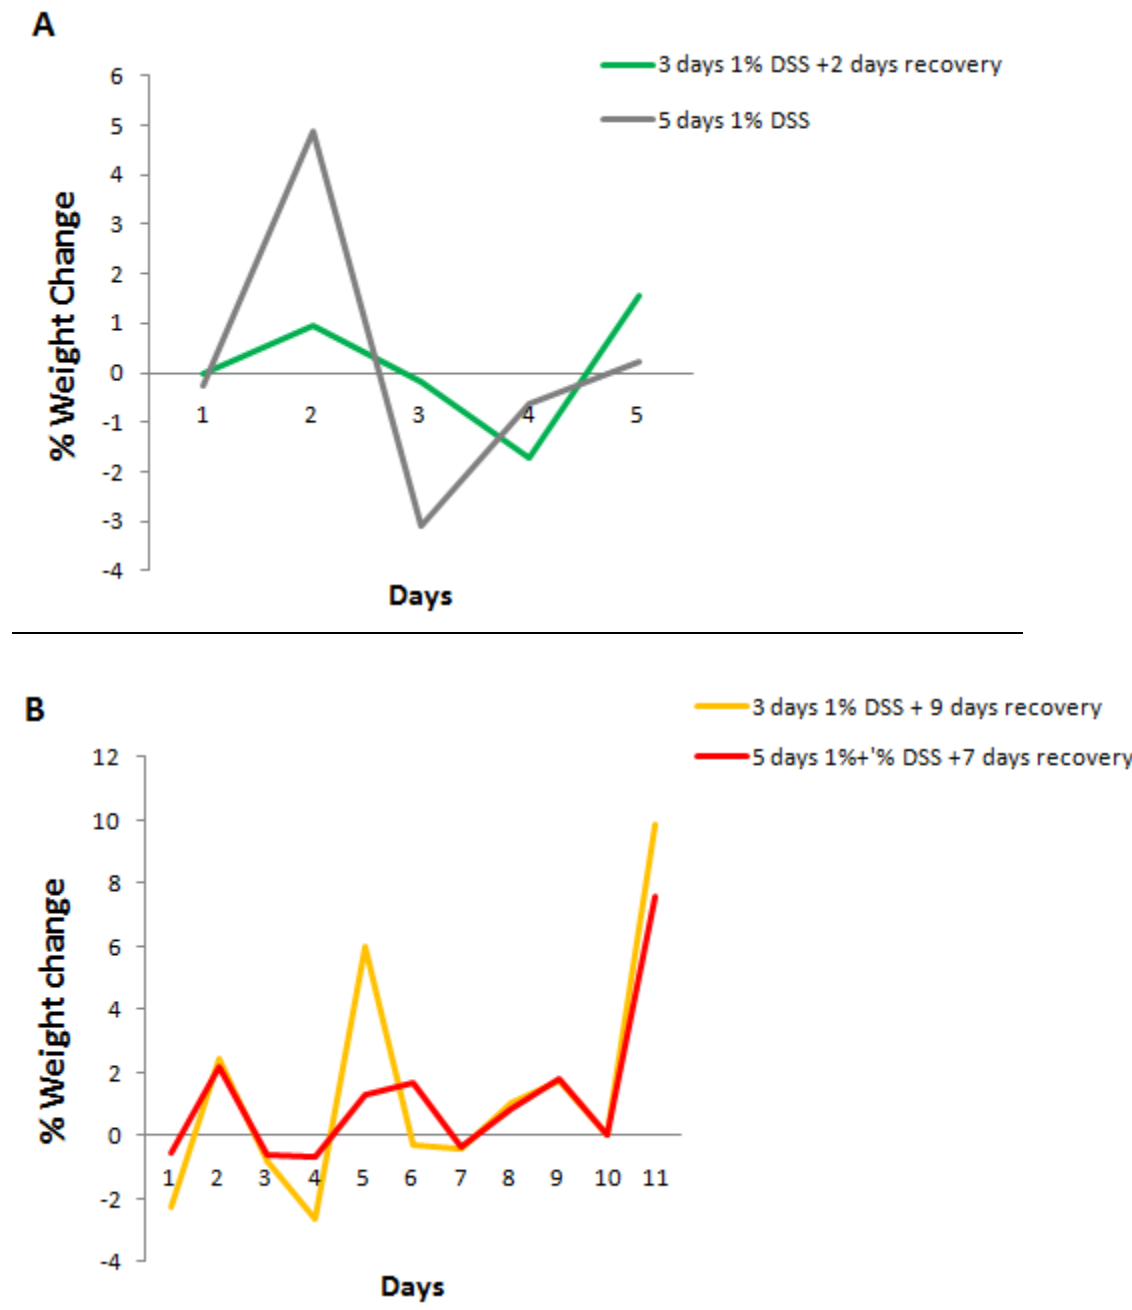 A
3 days 1% DSS +2 days recovery
5 days 1% DSS
6
5
4
3
2
1
0
-1
-2
-3
-4
% Weight Change
1 2 3 4 5
Days
B
3 days 1% DSS + 9 days recovery
5 days 1%+'% DSS +7 days recovery
12
10
8
6
4
2
0
-2
-4
% Weight change
1 2 3 4 5 6 7 8 9 10 11
Days